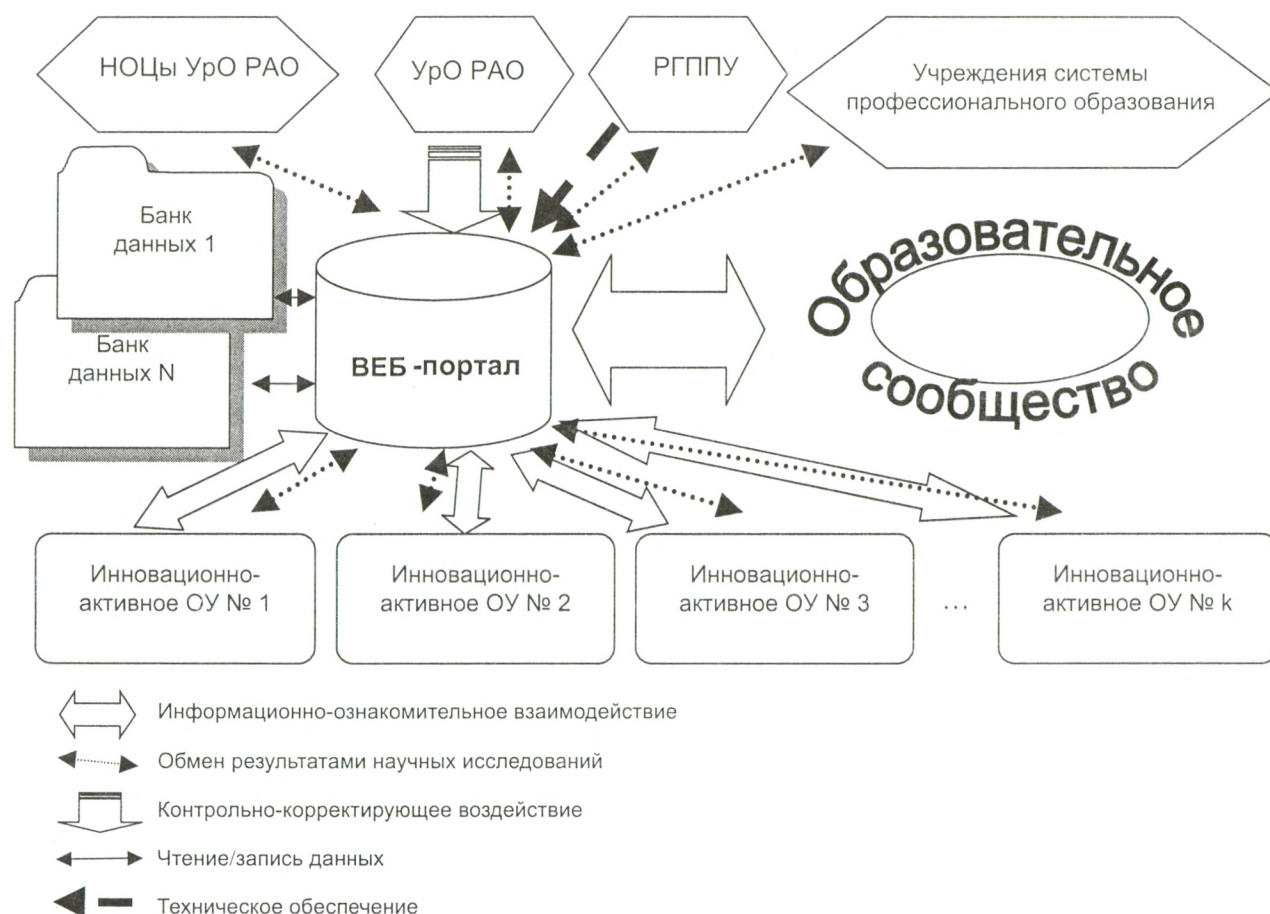 НОЦы УрО РАО
УрО РАО
РГППУ
Учреждения системы
профессионального образования
Банк
данных 1
Банк
данных N
ВЕБ-портал
Образовательное
сообщество
Инновационно-
активное ОУ № 1
Инновационно-
активное ОУ № 2
Инновационно-
активное ОУ № 3
...
Инновационно-
активное ОУ № k
Информационно-ознакомительное взаимодействие
Обмен результатами научных исследований
Контрольно-корректирующее воздействие
Чтение/запись данных
Техническое обеспечение